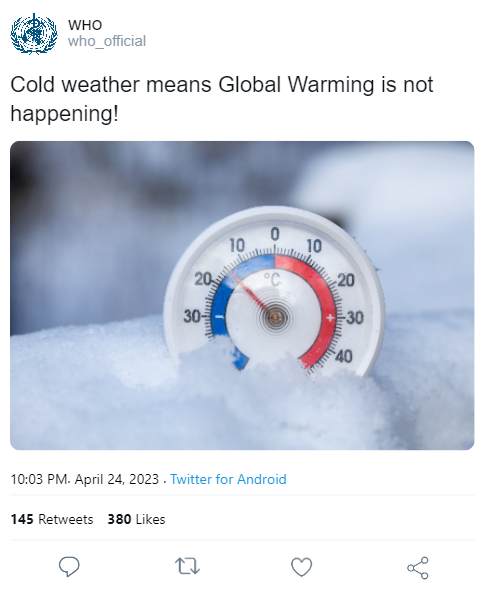 WHO
who_official
Cold weather means Global Warming is not
happening!
0
10 10
20 20
30 30
40
°C
- +
10:03 PM. April 24, 2023 . Twitter for Android
145 Retweets 380 Likes